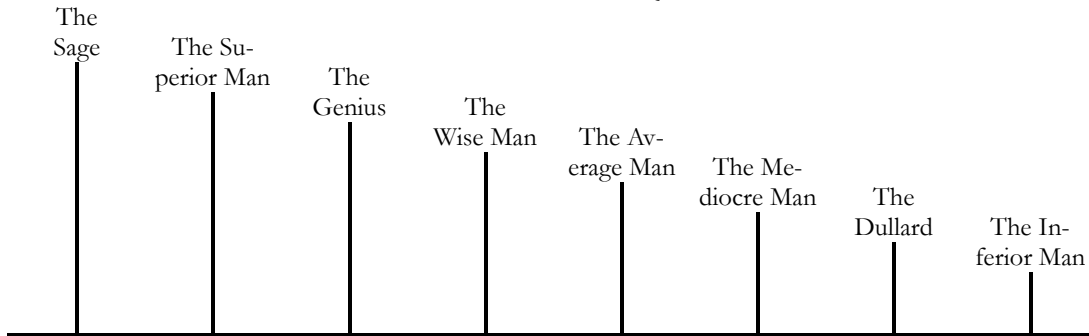 The
Sage
The Su-
perior Man
The
Genius
The
Wise Man
The Av-
erage Man
The Me-
diocre Man
The
Dullard
The In-
ferior Man